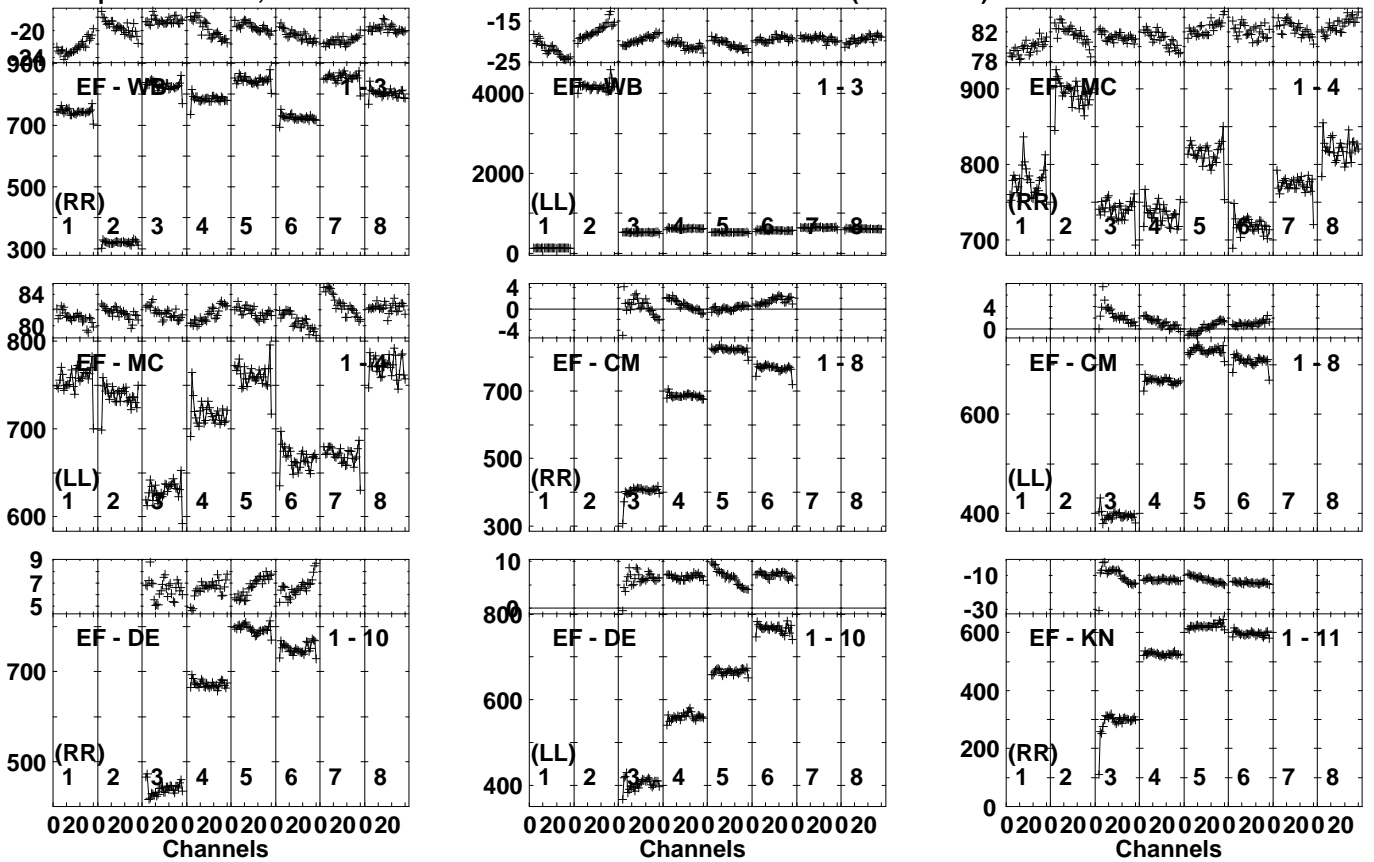 -20
-24
900
EF - WB 1 - 3
700
500
(RR)
1 2 3 4 5 6 7 8
300
-15
-25
EF - WB 1 - 3
4000
2000
(LL)
1 2 3 4 5 6 7 8
0
82
78
EF - MC 1 - 4
900
800
(RR)
1 2 3 4 5 6 7 8
700
84
80
800
EF - MC 1 - 4
700
(LL)
1 2 3 4 5 6 7 8
600
4
0
-4
EF - CM 1 - 8
700
500
(RR)
1 2 3 4 5 6 7 8
300
4
0
EF - CM 1 - 8
600
(LL)
1 2 3 4 5 6 7 8
400
9
7
5
EF - DE 1 - 10
700
(RR)
500
1 2 3 4 5 6 7 8
0 20 0 20 0 20 0 20 0 20 0 20 0 20 0 20
Channels
10
0
800
EF - DE 1 - 10
600
(LL)
1 2 3 4 5 6 7 8
400
0 20 0 20 0 20 0 20 0 20 0 20 0 20 0 20
Channels
-10
-30
600
EF - KN 1 - 11
400
200
(RR)
1 2 3 4 5 6 7 8
0
0 20 0 20 0 20 0 20 0 20 0 20 0 20 0 20
Channels